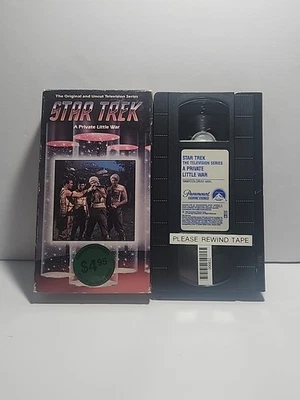 The Original and Uncut Television Series
STAR TREK
A Private Little War
$4.95
STAR TREK
THE TELEVISION SERIES
A PRIVATE
LITTLE WAR
Paramount
PLEASE REWIND TAPE